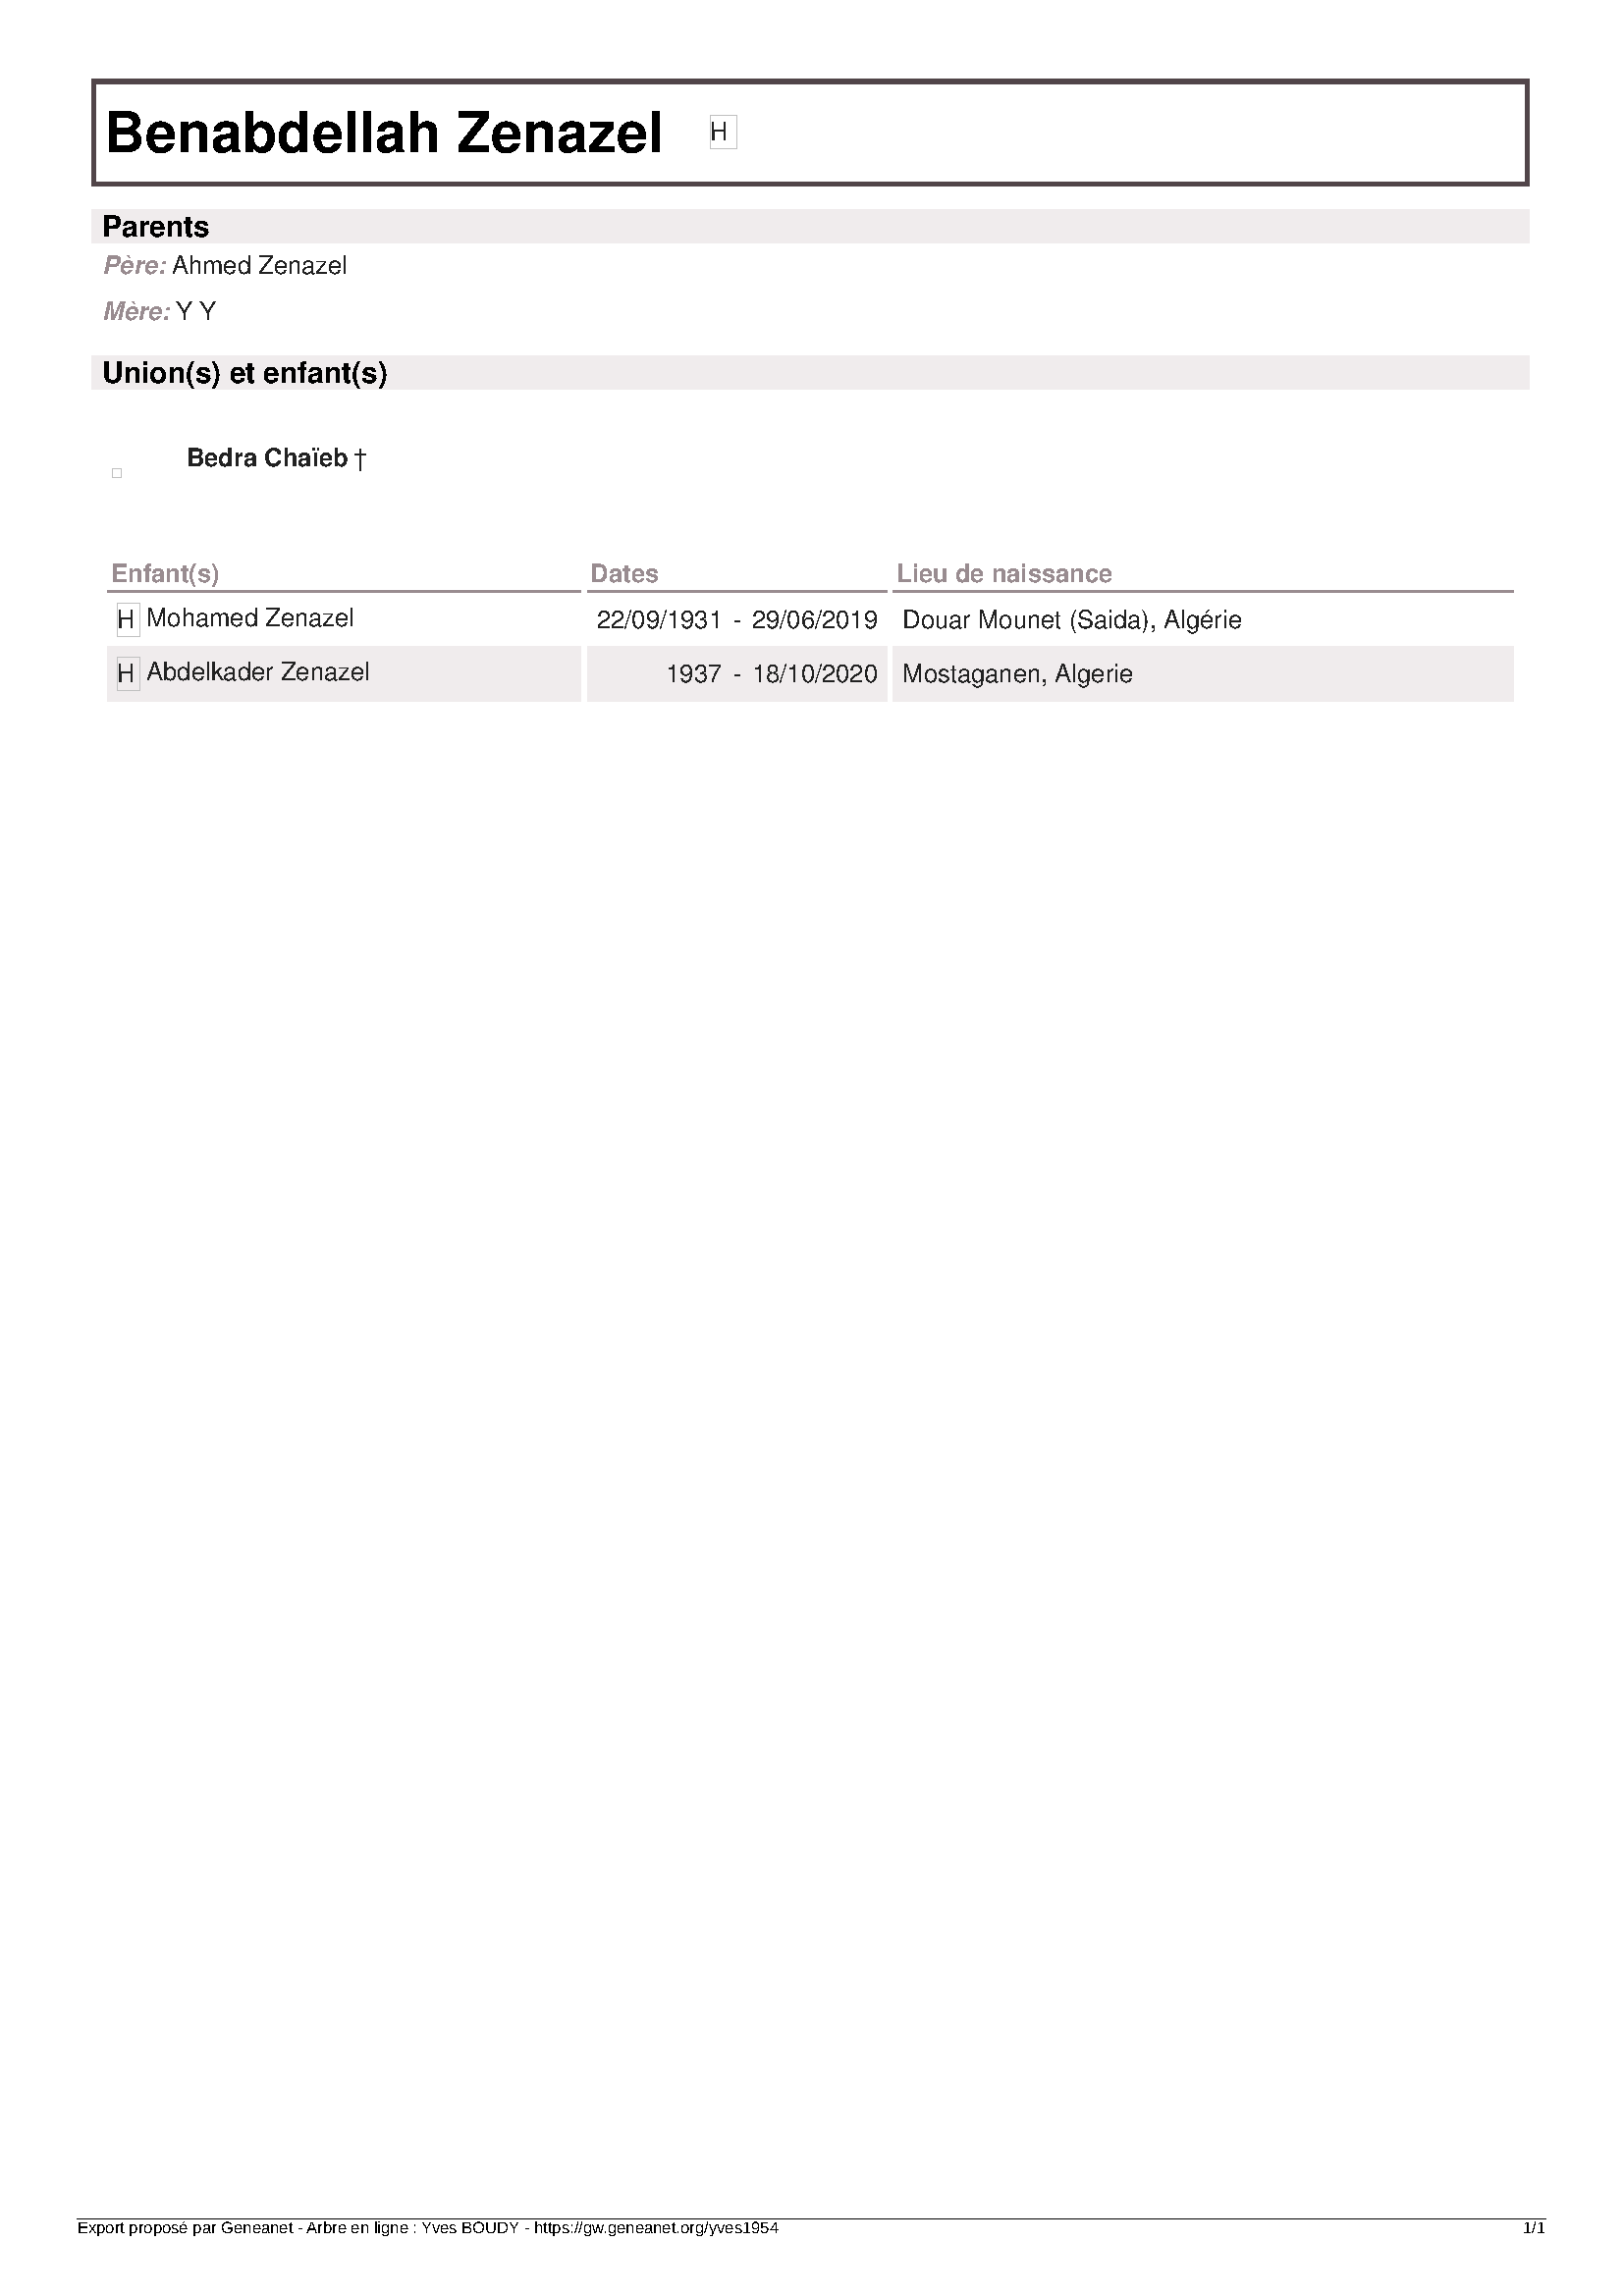 Benabdellah Zenazel H
Parents
Père: Ahmed Zenazel
Mère: Y Y
Union(s) et enfant(s)
Bedra Chaïeb †
Enfant(s) Dates Lieu de naissance
H Mohamed Zenazel 22/09/1931 - 29/06/2019 Douar Mounet (Saida), Algérie
H Abdelkader Zenazel 1937 - 18/10/2020 Mostaganen, Algerie
Export proposé par Geneanet - Arbre en ligne : Yves BOUDY - https://gw.geneanet.org/yves1954 1/1